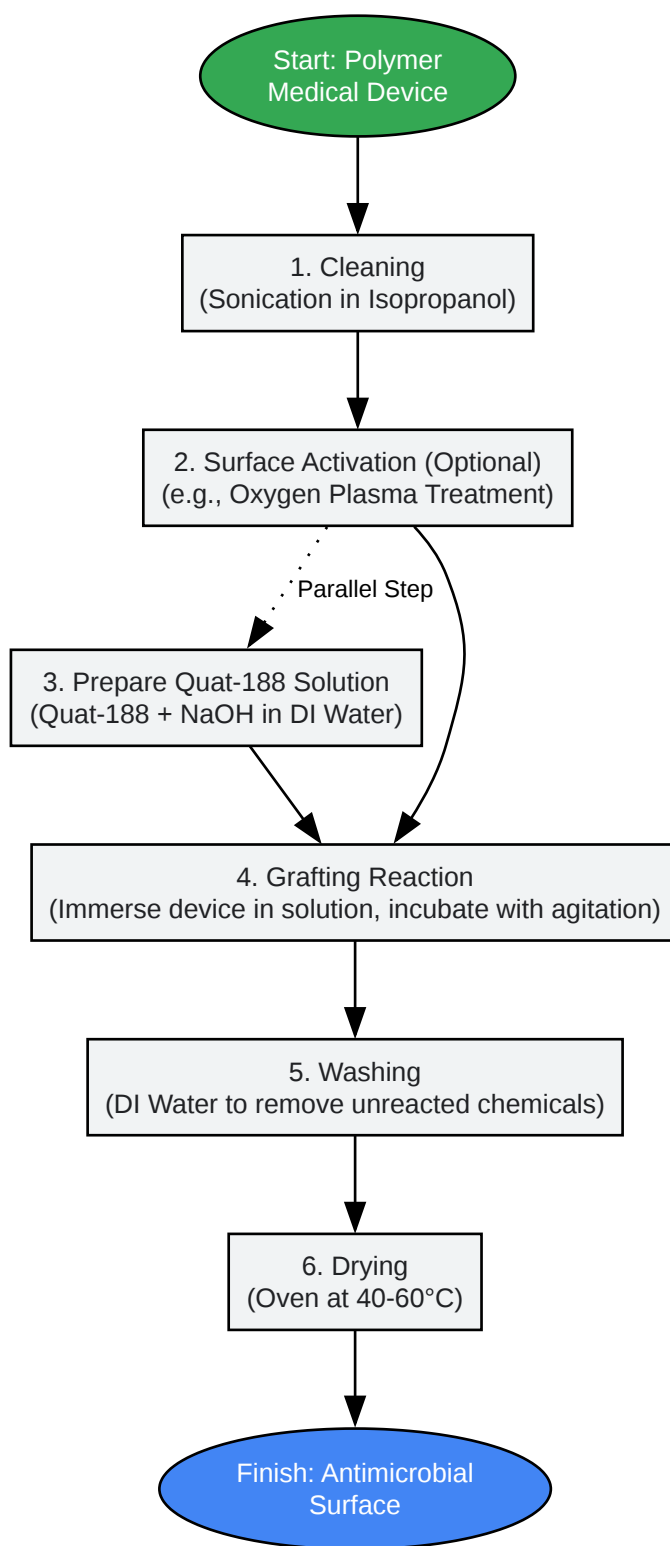 Start: Polymer
Medical Device
1. Cleaning
(Sonication in Isopropanol)
2. Surface Activation (Optional)
(e.g., Oxygen Plasma Treatment)
Parallel Step
3. Prepare Quat-188 Solution
(Quat-188 + NaOH in DI Water)
4. Grafting Reaction
(Immerse device in solution, incubate with agitation)
5. Washing
(DI Water to remove unreacted chemicals)
6. Drying
(Oven at 40-60°C)
Finish: Antimicrobial
Surface